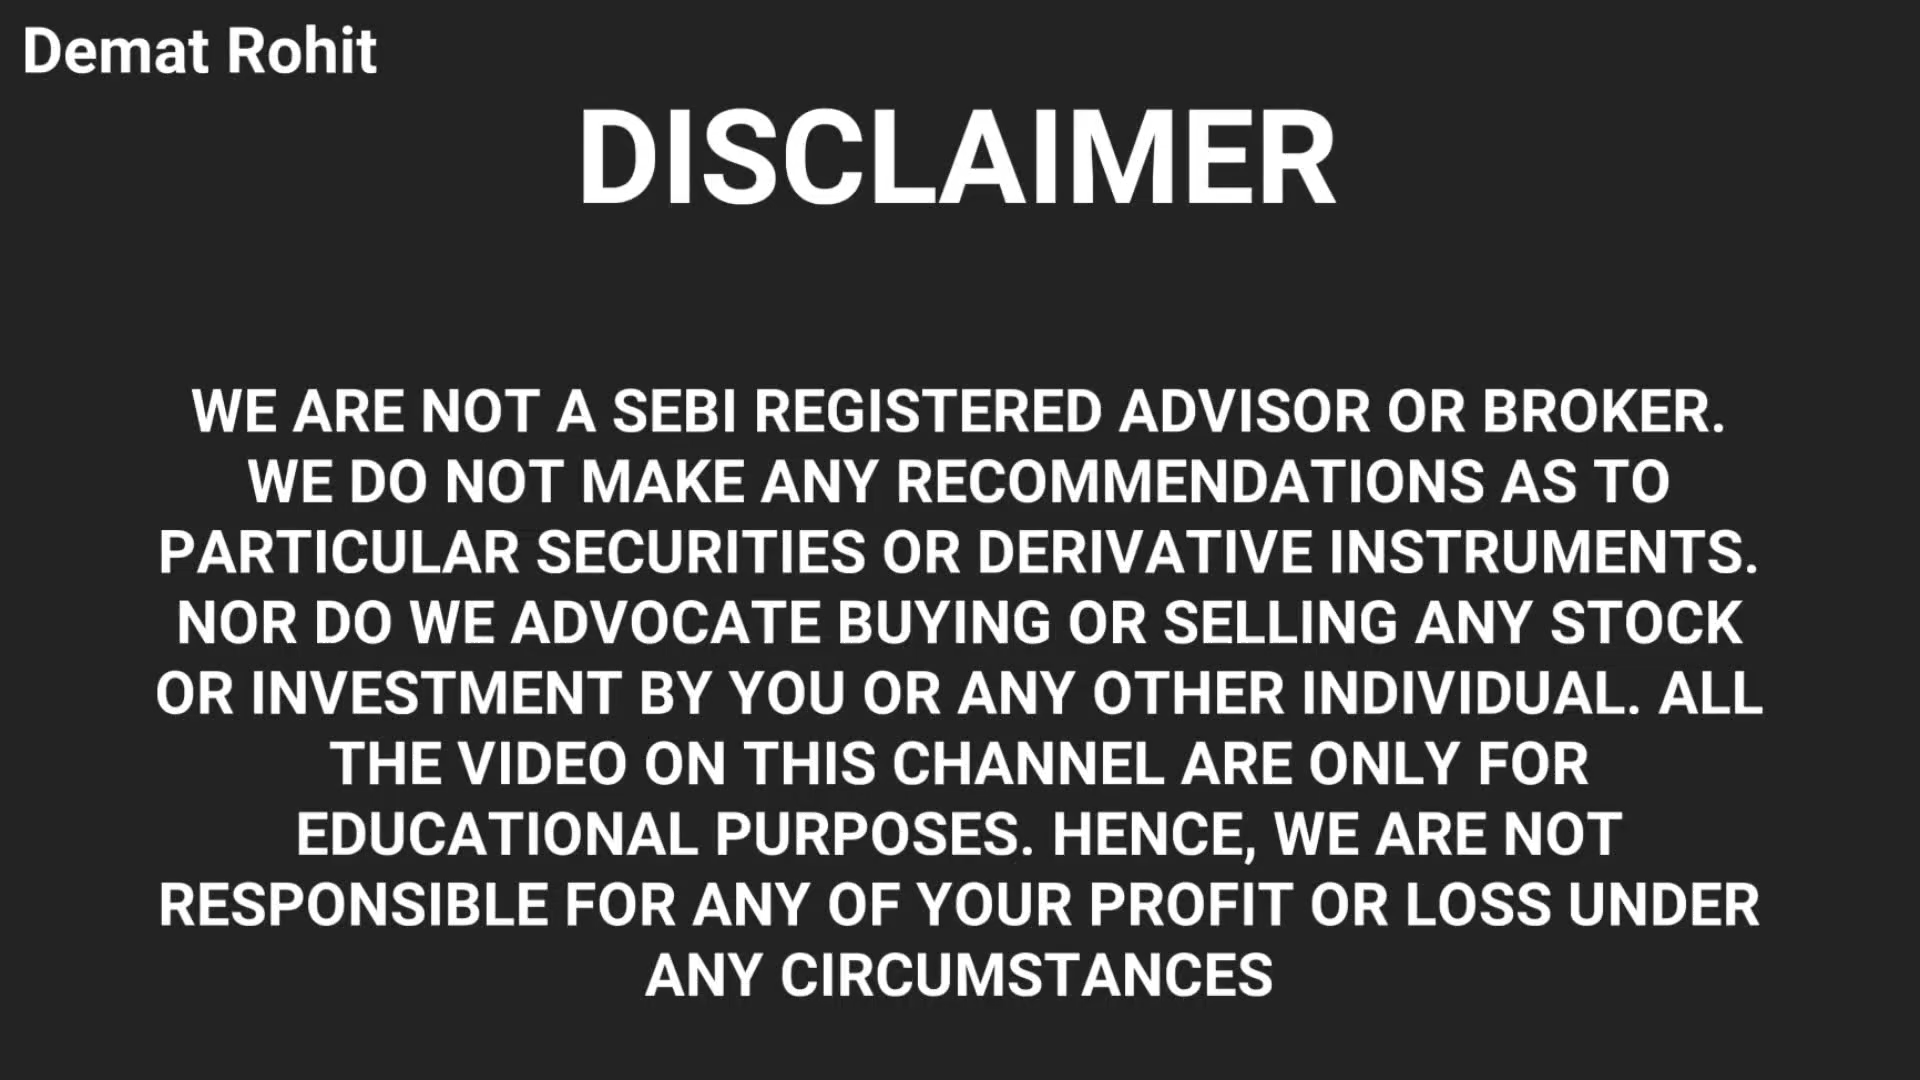 Demat Rohit
DISCLAIMER
WE ARE NOT A SEBI REGISTERED ADVISOR OR BROKER.
WE DO NOT MAKE ANY RECOMMENDATIONS AS TO
PARTICULAR SECURITIES OR DERIVATIVE INSTRUMENTS.
NOR DO WE ADVOCATE BUYING OR SELLING ANY STOCK
OR INVESTMENT BY YOU OR ANY OTHER INDIVIDUAL. ALL
THE VIDEO ON THIS CHANNEL ARE ONLY FOR
EDUCATIONAL PURPOSES. HENCE, WE ARE NOT
RESPONSIBLE FOR ANY OF YOUR PROFIT OR LOSS UNDER
ANY CIRCUMSTANCES